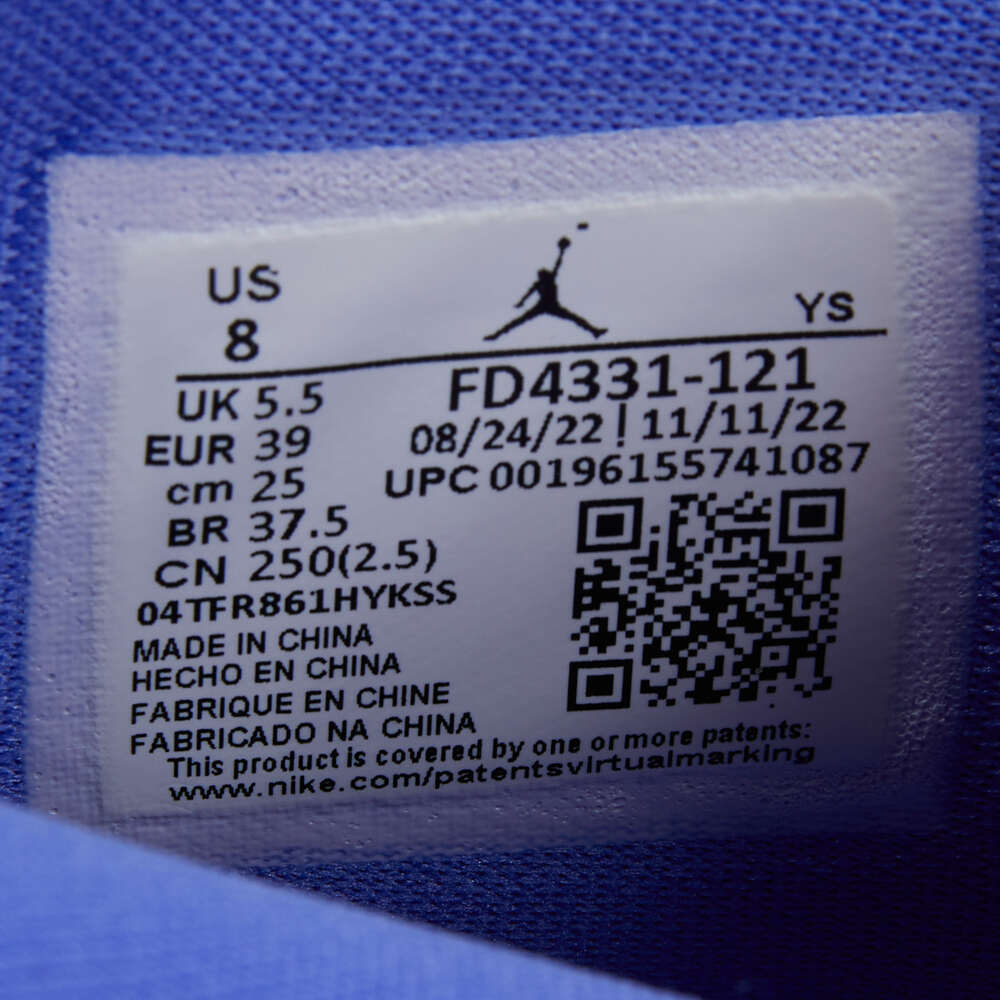 US
8
YS
UK 5.5
EUR 39
cm 25
BR 37.5
CN 250(2.5)
FD4331-121
08/24/22 | 11/11/22
UPC 00196155741087
04TFR861HYKSS
MADE IN CHINA
HECHO EN CHINA
FABRIQUE EN CHINE
FABRICADO NA CHINA
This product is covered by one or more patents:
www.nike.com/patentsvirtualmarking